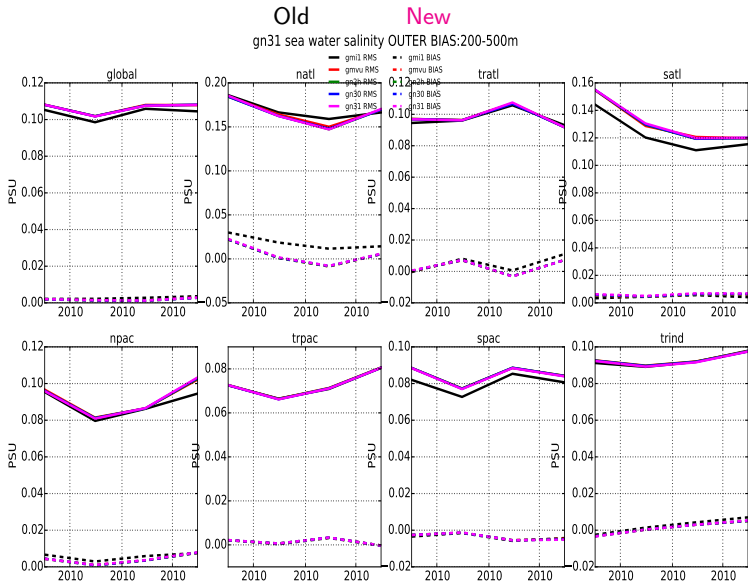 Old New
gn31 sea water salinity OUTER BIAS:200-500m
gmi1 RMS gmi1 BIAS
gmvu RMS gmvu BIAS
gn2h RMS gn2h BIAS
gn30 RMS gn30 BIAS
gn31 RMS gn31 BIAS
global natl tratl satl
0.12 0.20 0.12 0.16
0.10 0.15 0.10 0.14
0.08 0.10 0.08 0.12
0.06 0.05 0.06 0.10
0.04 0.00 0.04 0.08
0.02 −0.05 0.02 0.06
0.00 0.00 0.04
−0.02 0.02
0.00
PSU PSU PSU
2010 2010 2010 2010 2010 2010 2010 2010 2010 2010 2010 2010
npac trpac spac trind
0.12 0.08 0.10 0.10
0.10 0.06 0.08 0.08
0.08 0.04 0.06 0.06
0.06 0.02 0.04 0.04
0.04 0.00 0.02 0.02
0.02 0.00 0.00
0.00 −0.02 −0.02
PSU PSU PSU
2010 2010 2010 2010 2010 2010 2010 2010 2010 2010 2010 2010